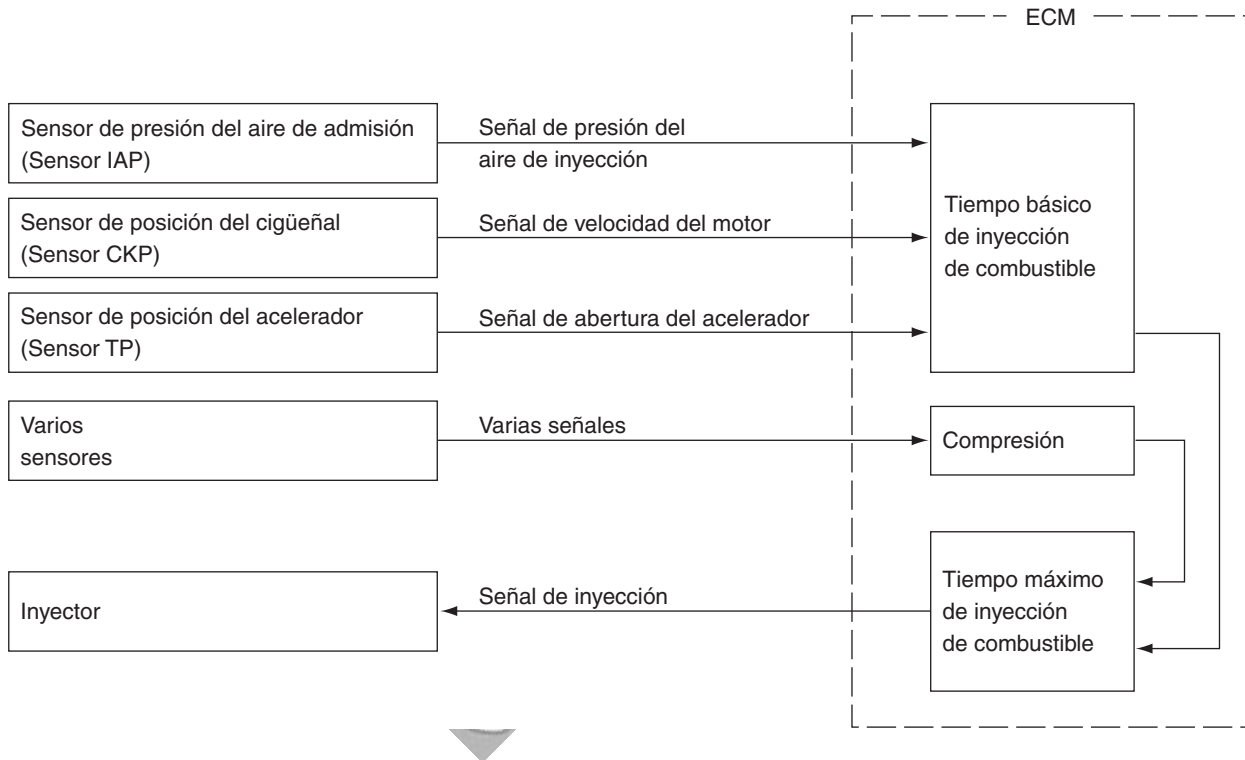 ECM
Sensor de presión del aire de admisión
(Sensor IAP)
Señal de presión del
aire de inyección
Sensor de posición del cigüeñal
(Sensor CKP)
Señal de velocidad del motor
Tiempo básico
de inyección
de combustible
Sensor de posición del acelerador
(Sensor TP)
Señal de abertura del acelerador
Varios
sensores
Varias señales
Compresión
Inyector
Señal de inyección
Tiempo máximo
de inyección
de combustible